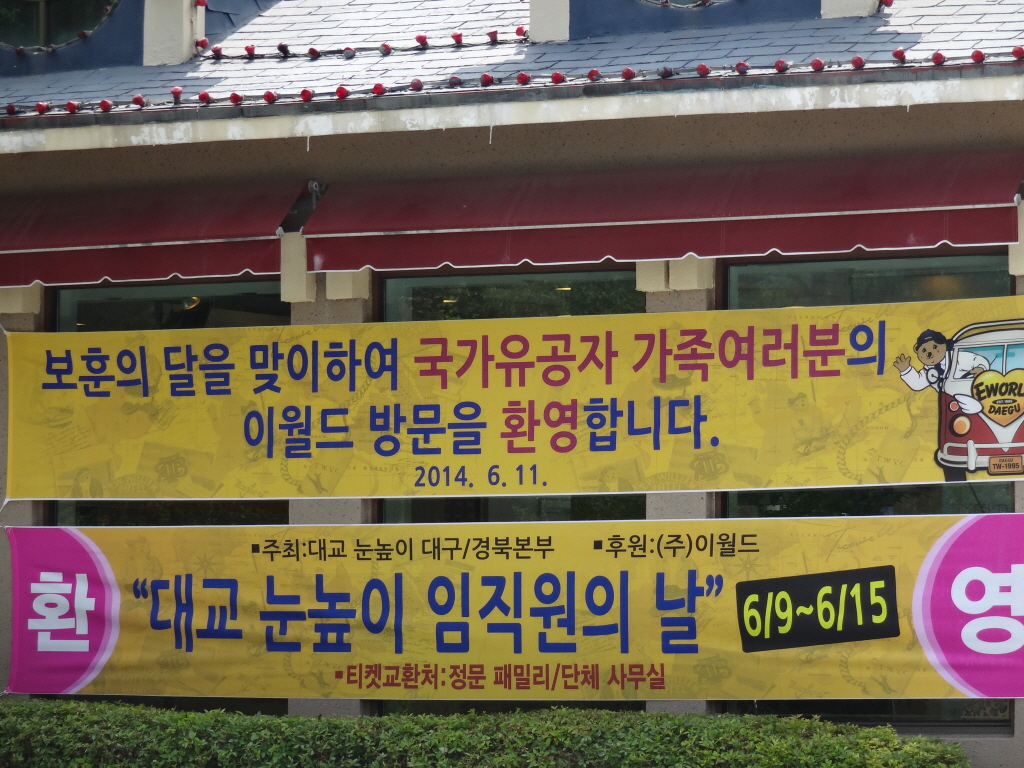 보훈의 달을 맞이하여 국가유공자 가족여러분의
이월드 방문을 환영합니다.
2014. 6. 11.
EWORL
DAEGU
DAEGU
TW-1995
▪주최:대교 눈높이 대구/경북본부 ▪후원:(주)이월드
환 “대교 눈높이 임직원의 날” 6/9~6/15 영
▪티켓교환처:정문 패밀리/단체 사무실